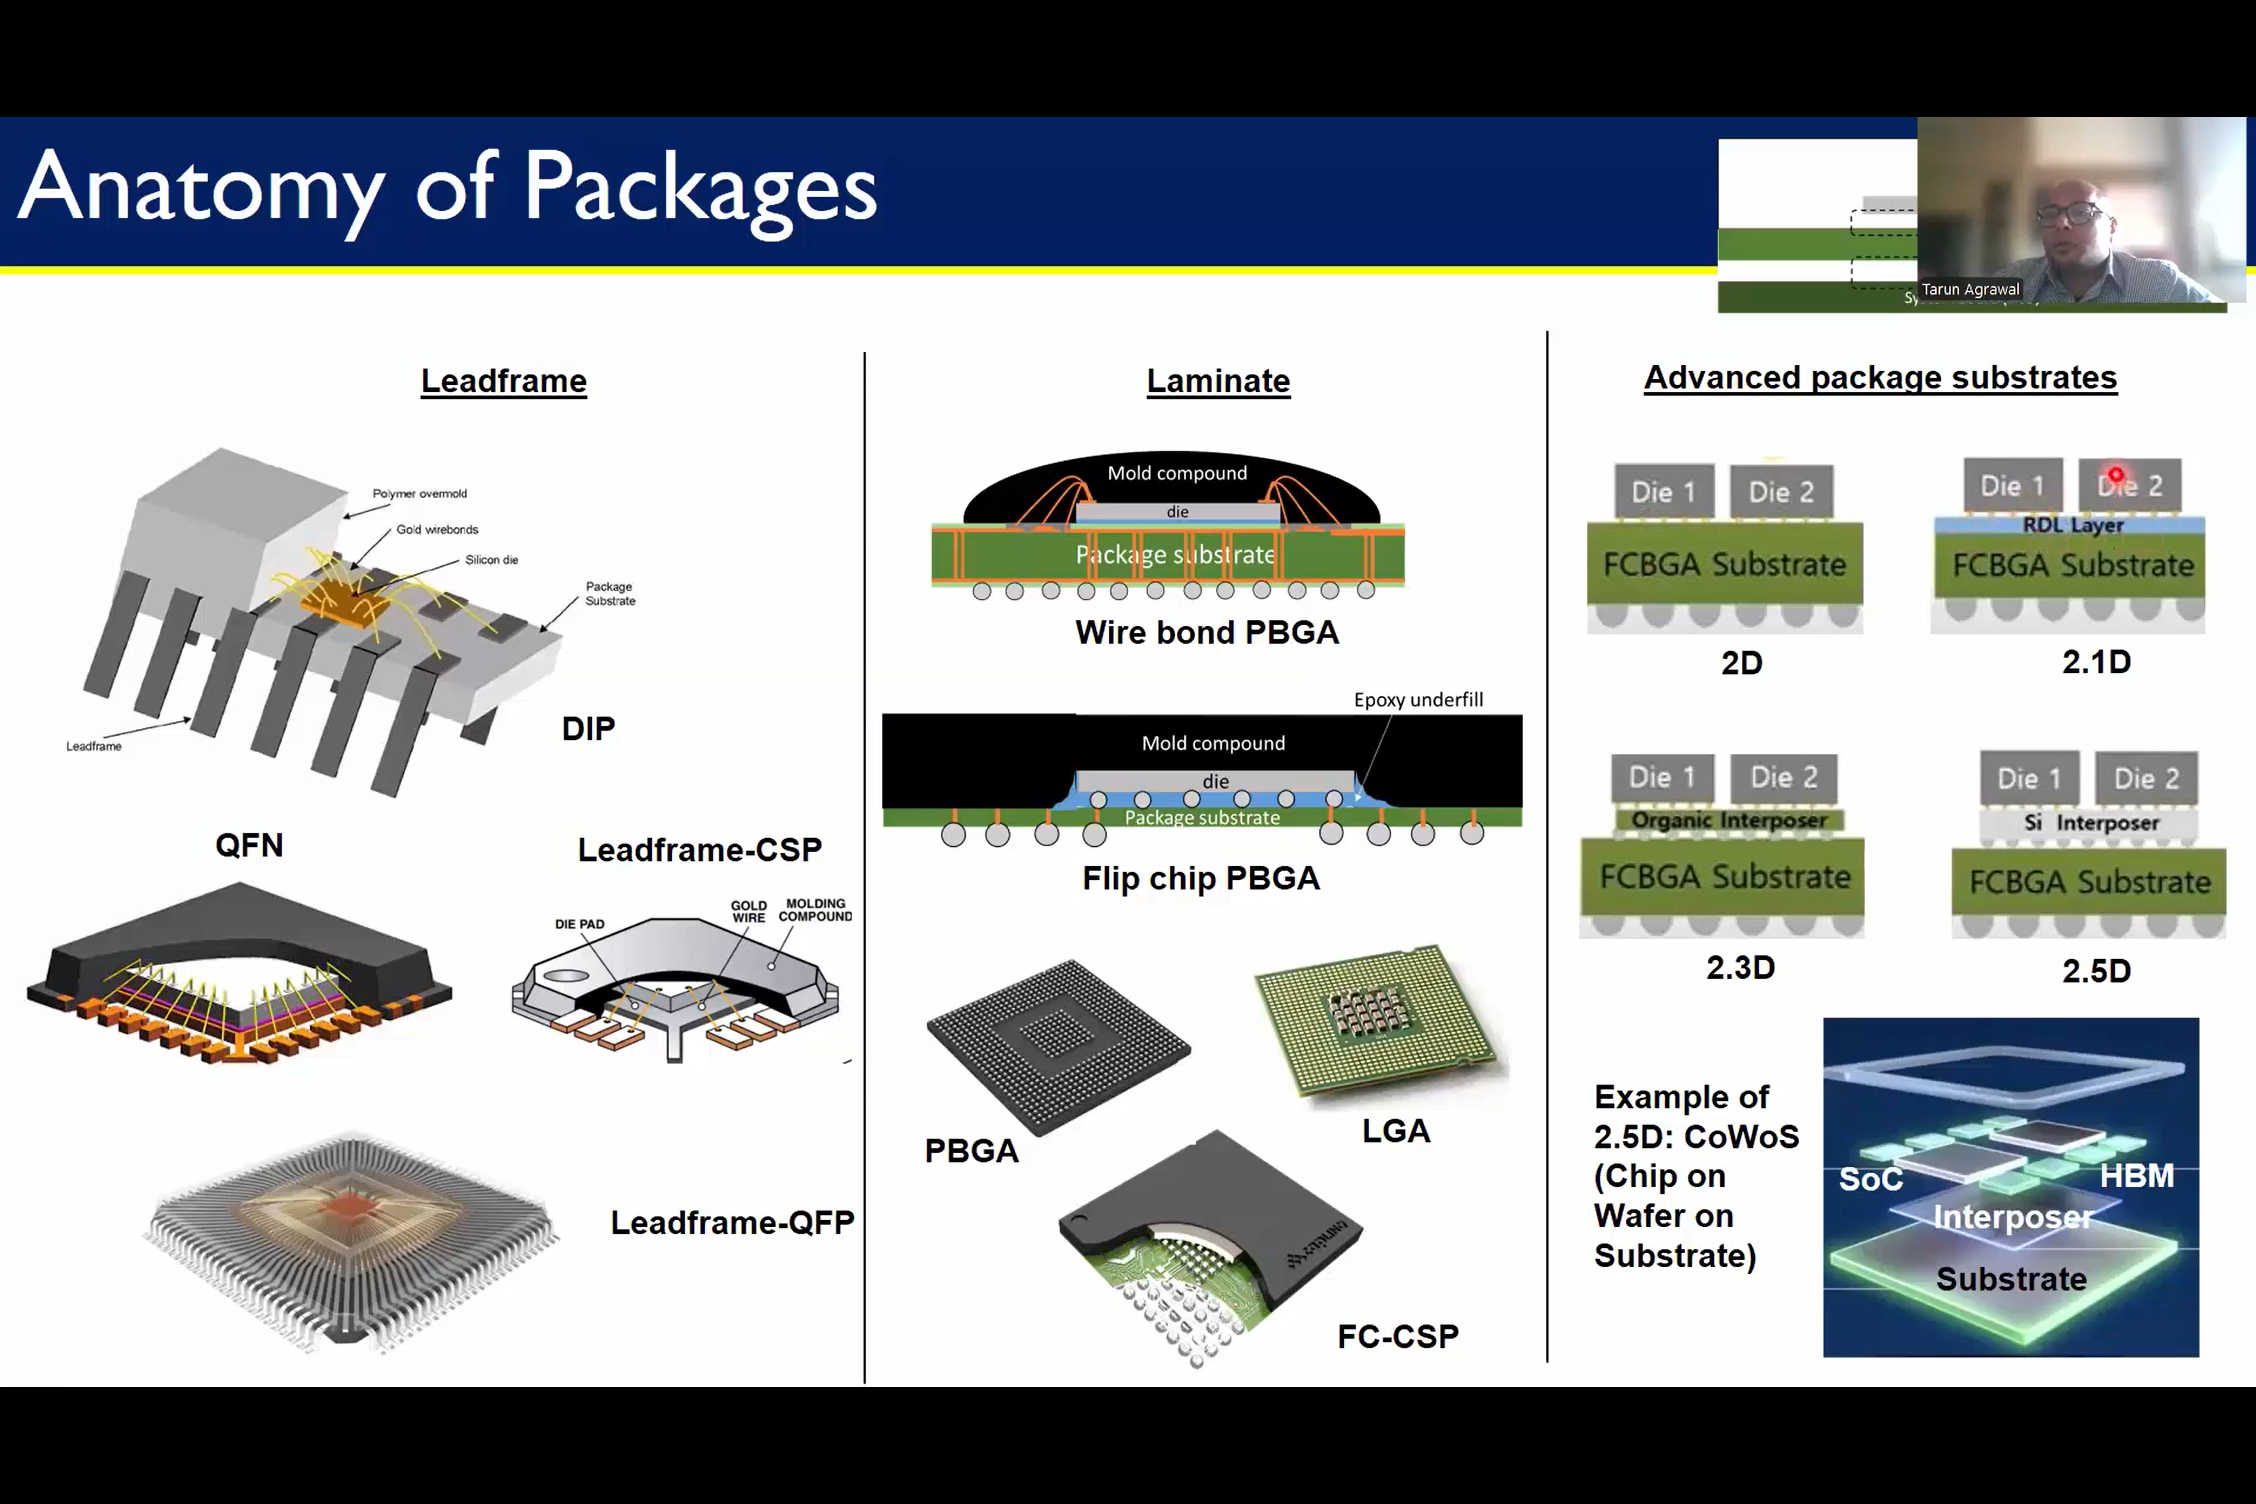 Anatomy of Packages
Tarun Agrawal
Leadframe
Polymer overmold
Gold wirebonds
Silicon die
Package
Substrate
Leadframe
DIP
QFN
Leadframe-CSP
DIE PAD
GOLD
WIRE
MOLDING
COMPOUND
Leadframe-QFP
Laminate
Mold compound
die
Package substrate
Wire bond PBGA
Epoxy underfill
Mold compound
die
Package substrate
Flip chip PBGA
PBGA
LGA
FC-CSP
Advanced package substrates
Die 1
Die 2
FCBGA Substrate
2D
Die 1
Die 2
RDL Layer
FCBGA Substrate
2.1D
Die 1
Die 2
Organic Interposer
FCBGA Substrate
2.3D
Die 1
Die 2
Si Interposer
FCBGA Substrate
2.5D
Example of
2.5D: CoWoS
(Chip on
Wafer on
Substrate)
SoC
HBM
Interposer
Substrate